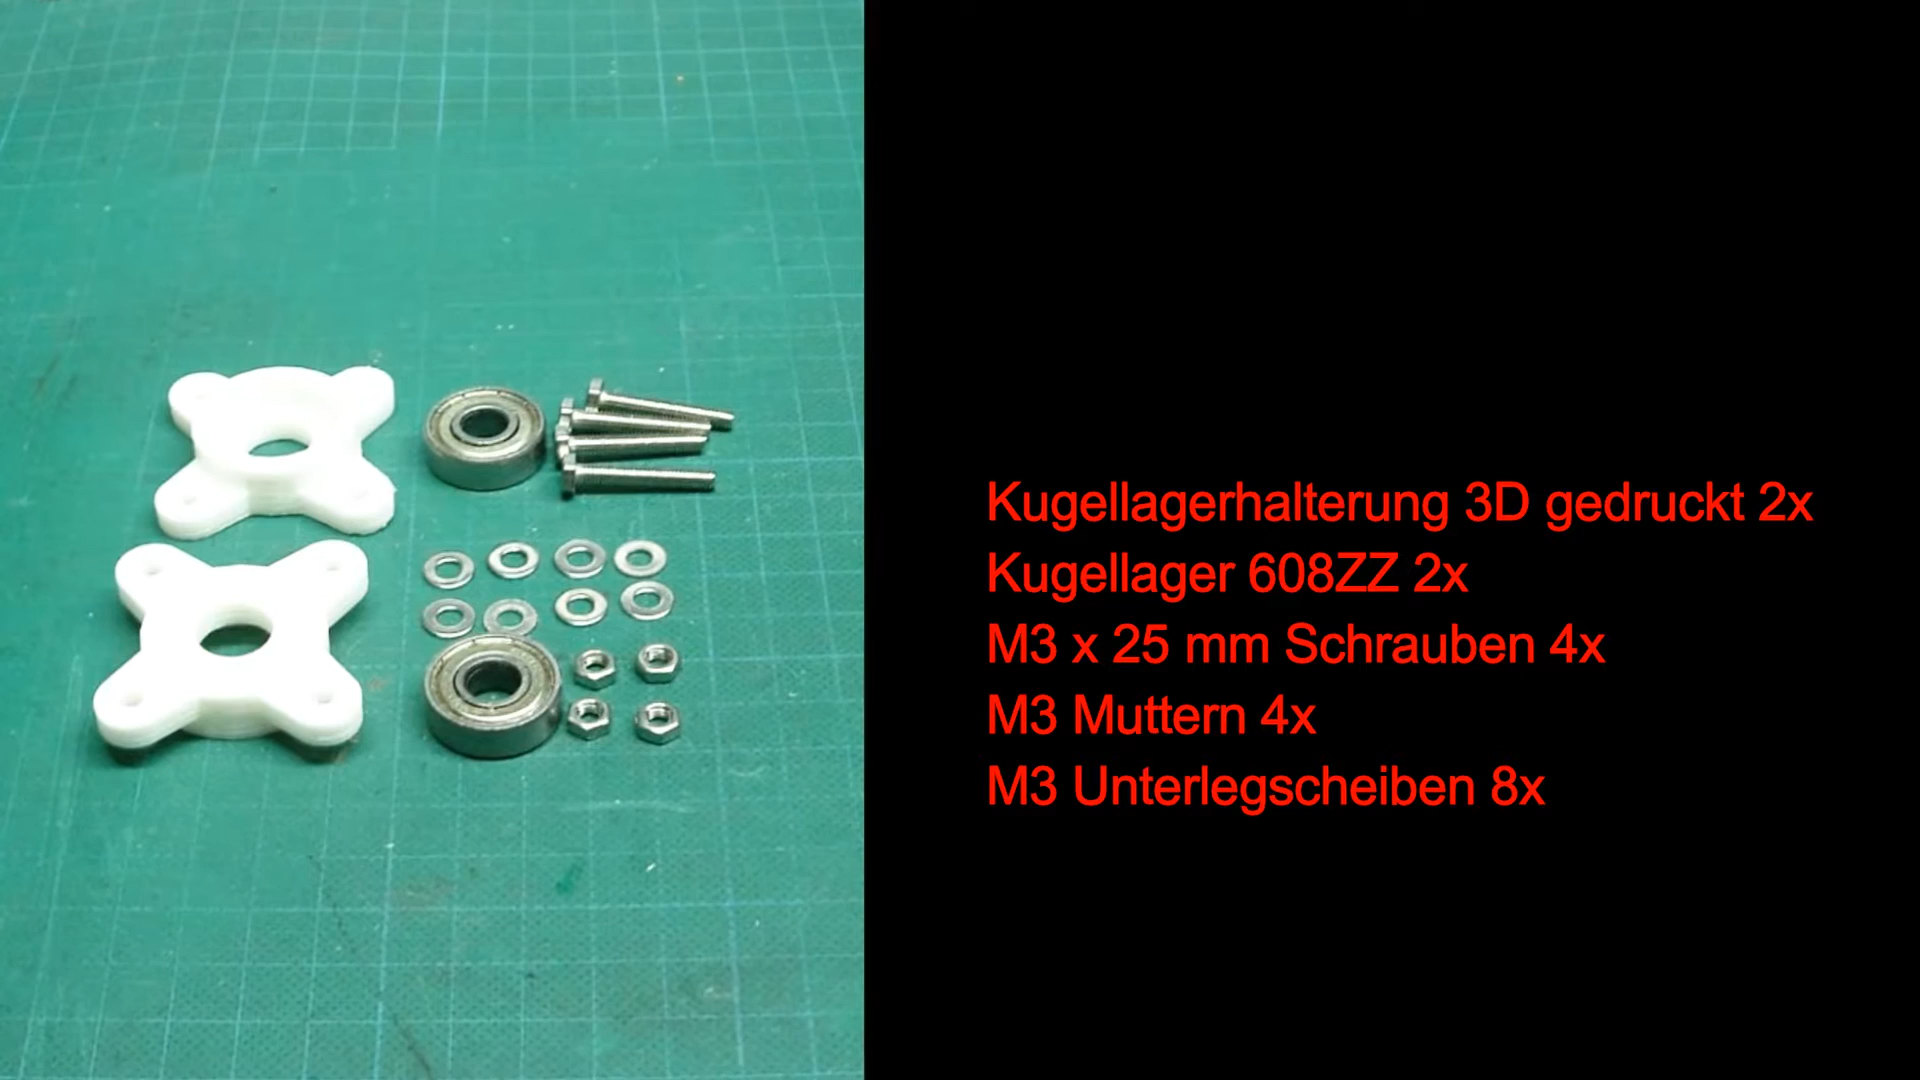 Kugellagerhalterung 3D gedruckt 2x
Kugellager 608ZZ 2x
M3 x 25 mm Schrauben 4x
M3 Muttern 4x
M3 Unterlegscheiben 8x